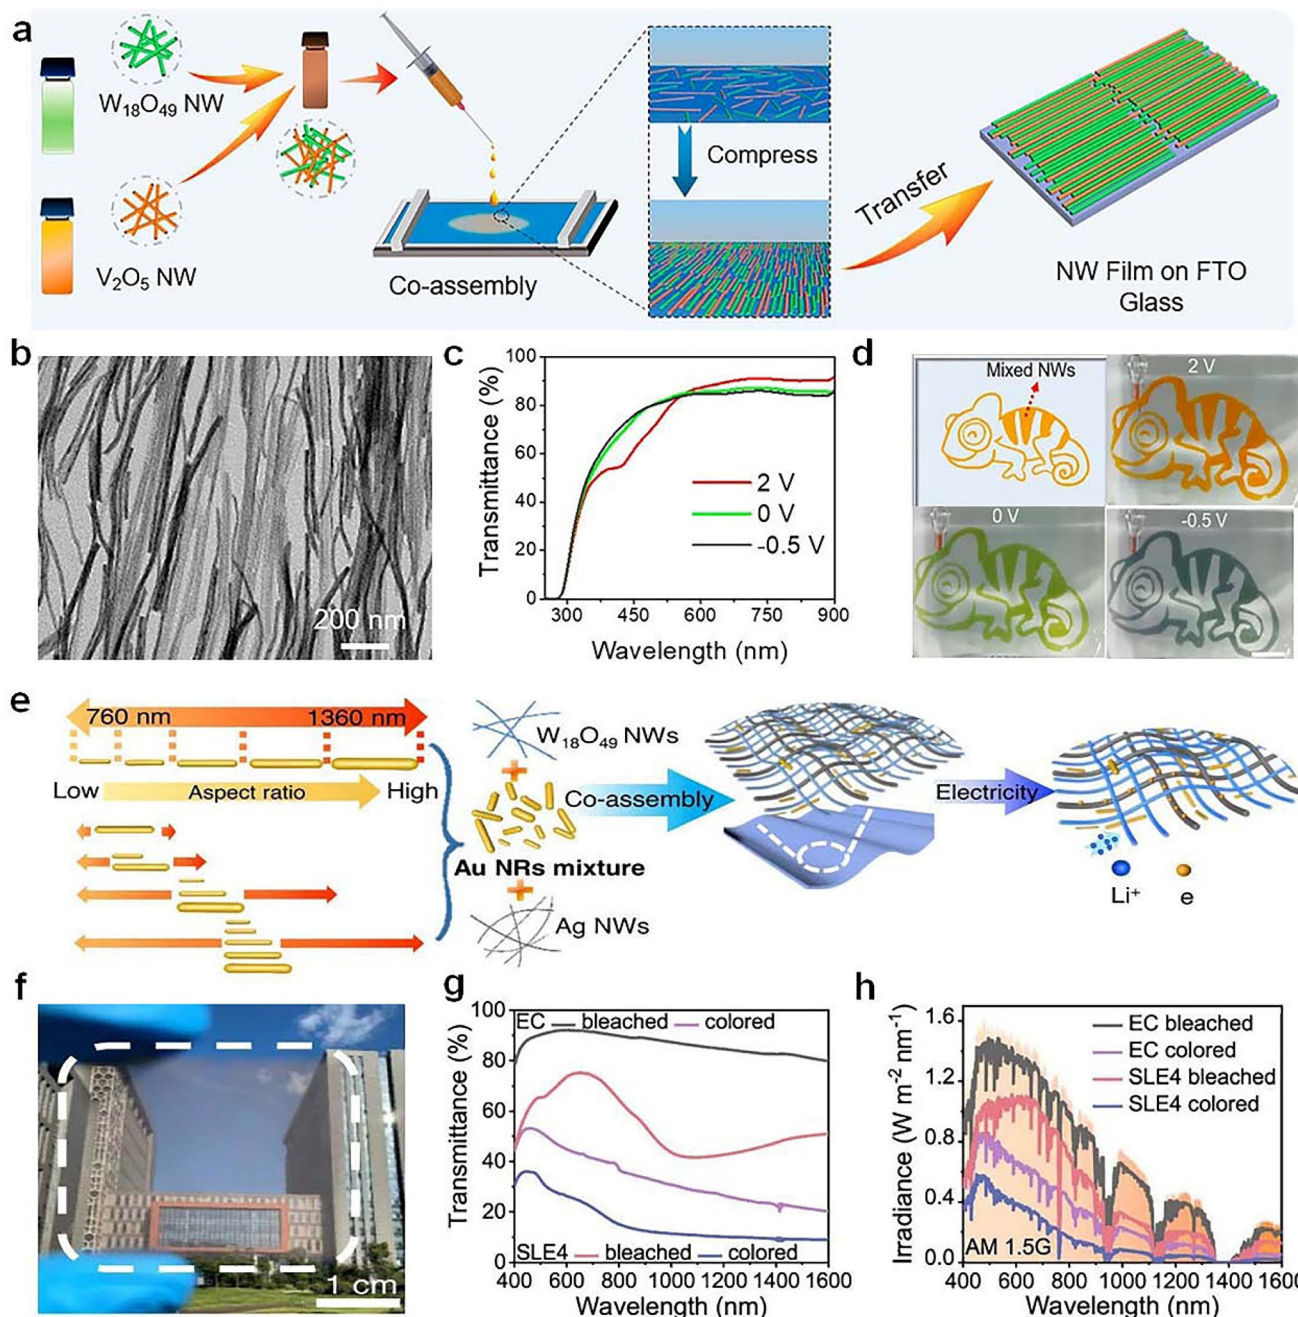 a
W₁₈O₄₉ NW
V₂O₅ NW
Co-assembly
Compress
Transfer
NW Film on FTO
Glass
b
200 nm
c
Transmittance (%)
100
80
60
40
20
0
2 V
0 V
-0.5 V
300 450 600 750 900
Wavelength (nm)
d
Mixed NWs
2 V
0 V
-0.5 V
e
760 nm 1360 nm
Low Aspect ratio High
W₁₈O₄₉ NWs
Au NRs mixture
Ag NWs
Co-assembly
Electricity
Li⁺ e
f
1 cm
g
Transmittance (%)
100
80
60
40
20
0
EC bleached colored
SLE4 bleached colored
400 600 800 1000 1200 1400 1600
Wavelength (nm)
h
Irradiance (W m⁻² nm⁻¹)
1.6
1.2
0.8
0.4
0.0
EC bleached
EC colored
SLE4 bleached
SLE4 colored
AM 1.5G
400 600 800 1000 1200 1400 1600
Wavelength (nm)